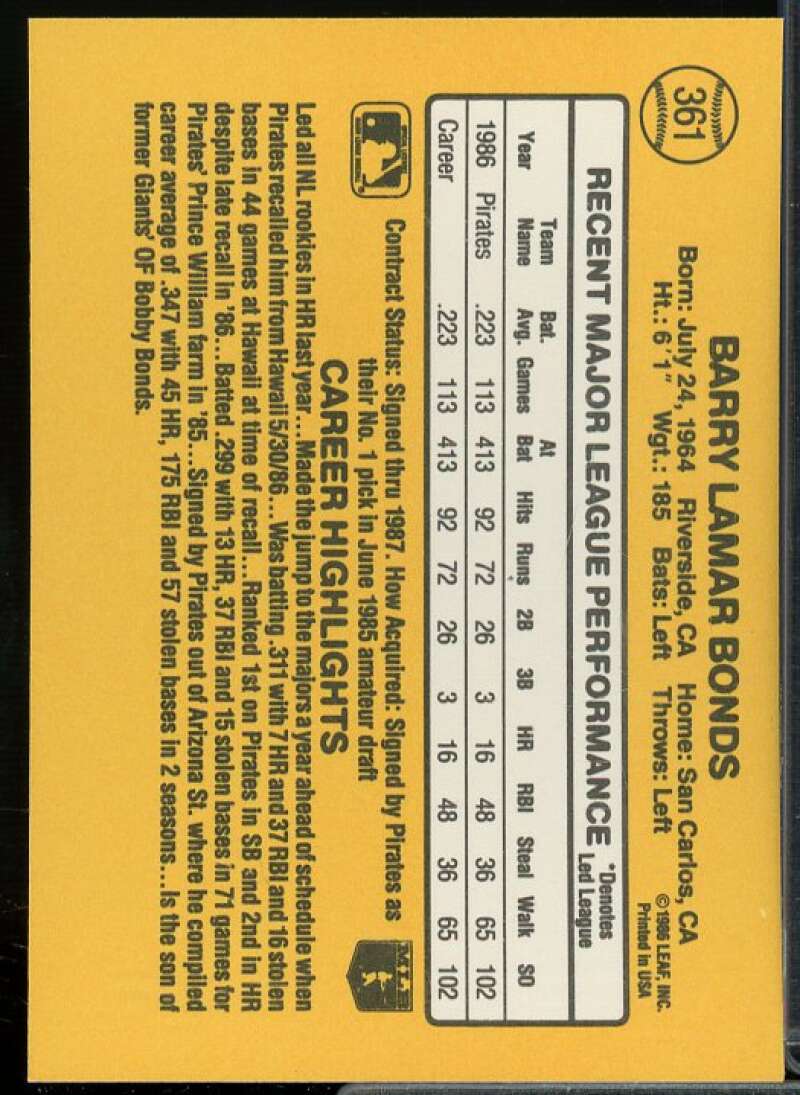 361
BARRY LAMAR BONDS
Born: July 24, 1964 Riverside, CA Home: San Carlos, CA
Ht.: 6'1" Wgt.: 185 Bats: Left Throws: Left
©1986 LEAF, INC.
Printed in USA
RECENT MAJOR LEAGUE PERFORMANCE
*Denotes
Led League
Team Bat. At
Year Name Avg. Games Bat Hits Runs 2B 3B HR RBI Steal Walk SO
1986 Pirates .223 113 413 92 72 26 3 16 48 36 65 102
Career .223 113 413 92 72 26 3 16 48 36 65 102
Contract Status: Signed thru 1987. How Acquired: Signed by Pirates as
their No. 1 pick in June 1985 amateur draft
MLB
CAREER HIGHLIGHTS
Led all NL rookies in HR last year...Made the jump to the majors a year ahead of schedule when
Pirates recalled him from Hawaii 5/30/86...Was batting .311 with 7 HR and 37 RBI and 16 stolen
bases in 44 games at Hawaii at time of recall...Ranked 1st on Pirates in SB and 2nd in HR
despite late recall in '86...Batted .299 with 13 HR, 37 RBI and 15 stolen bases in 71 games for
Pirates' Prince William farm in '85...Signed by Pirates out of Arizona St. where he compiled
career average of .347 with 45 HR, 175 RBI and 57 stolen bases in 2 seasons...Is the son of
former Giants' OF Bobby Bonds.